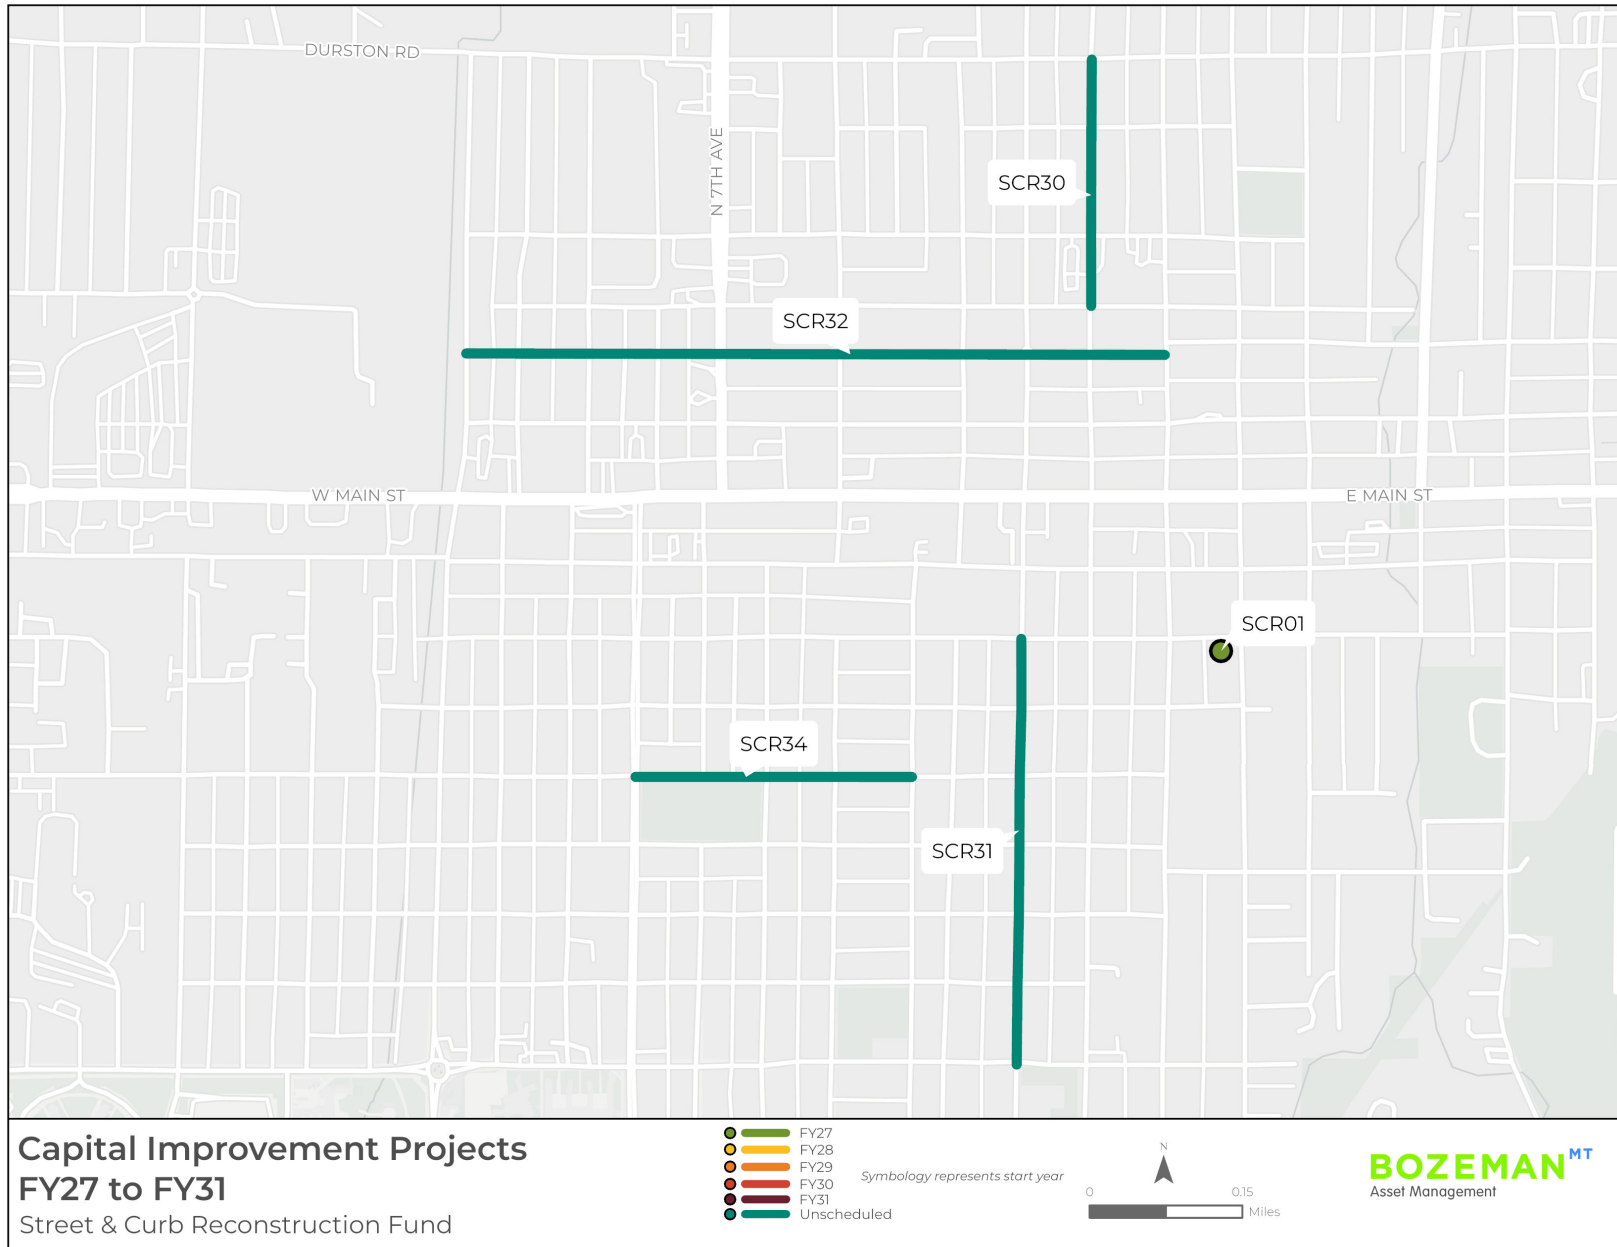 DURSTON RD
N 7TH AVE
SCR30
SCR32
W MAIN ST
E MAIN ST
SCR01
SCR34
SCR31
Capital Improvement Projects
FY27 to FY31
Street & Curb Reconstruction Fund
FY27
FY28
FY29
FY30
FY31
Unscheduled
Symbology represents start year
N
0
0.15
Miles
BOZEMAN MT
Asset Management